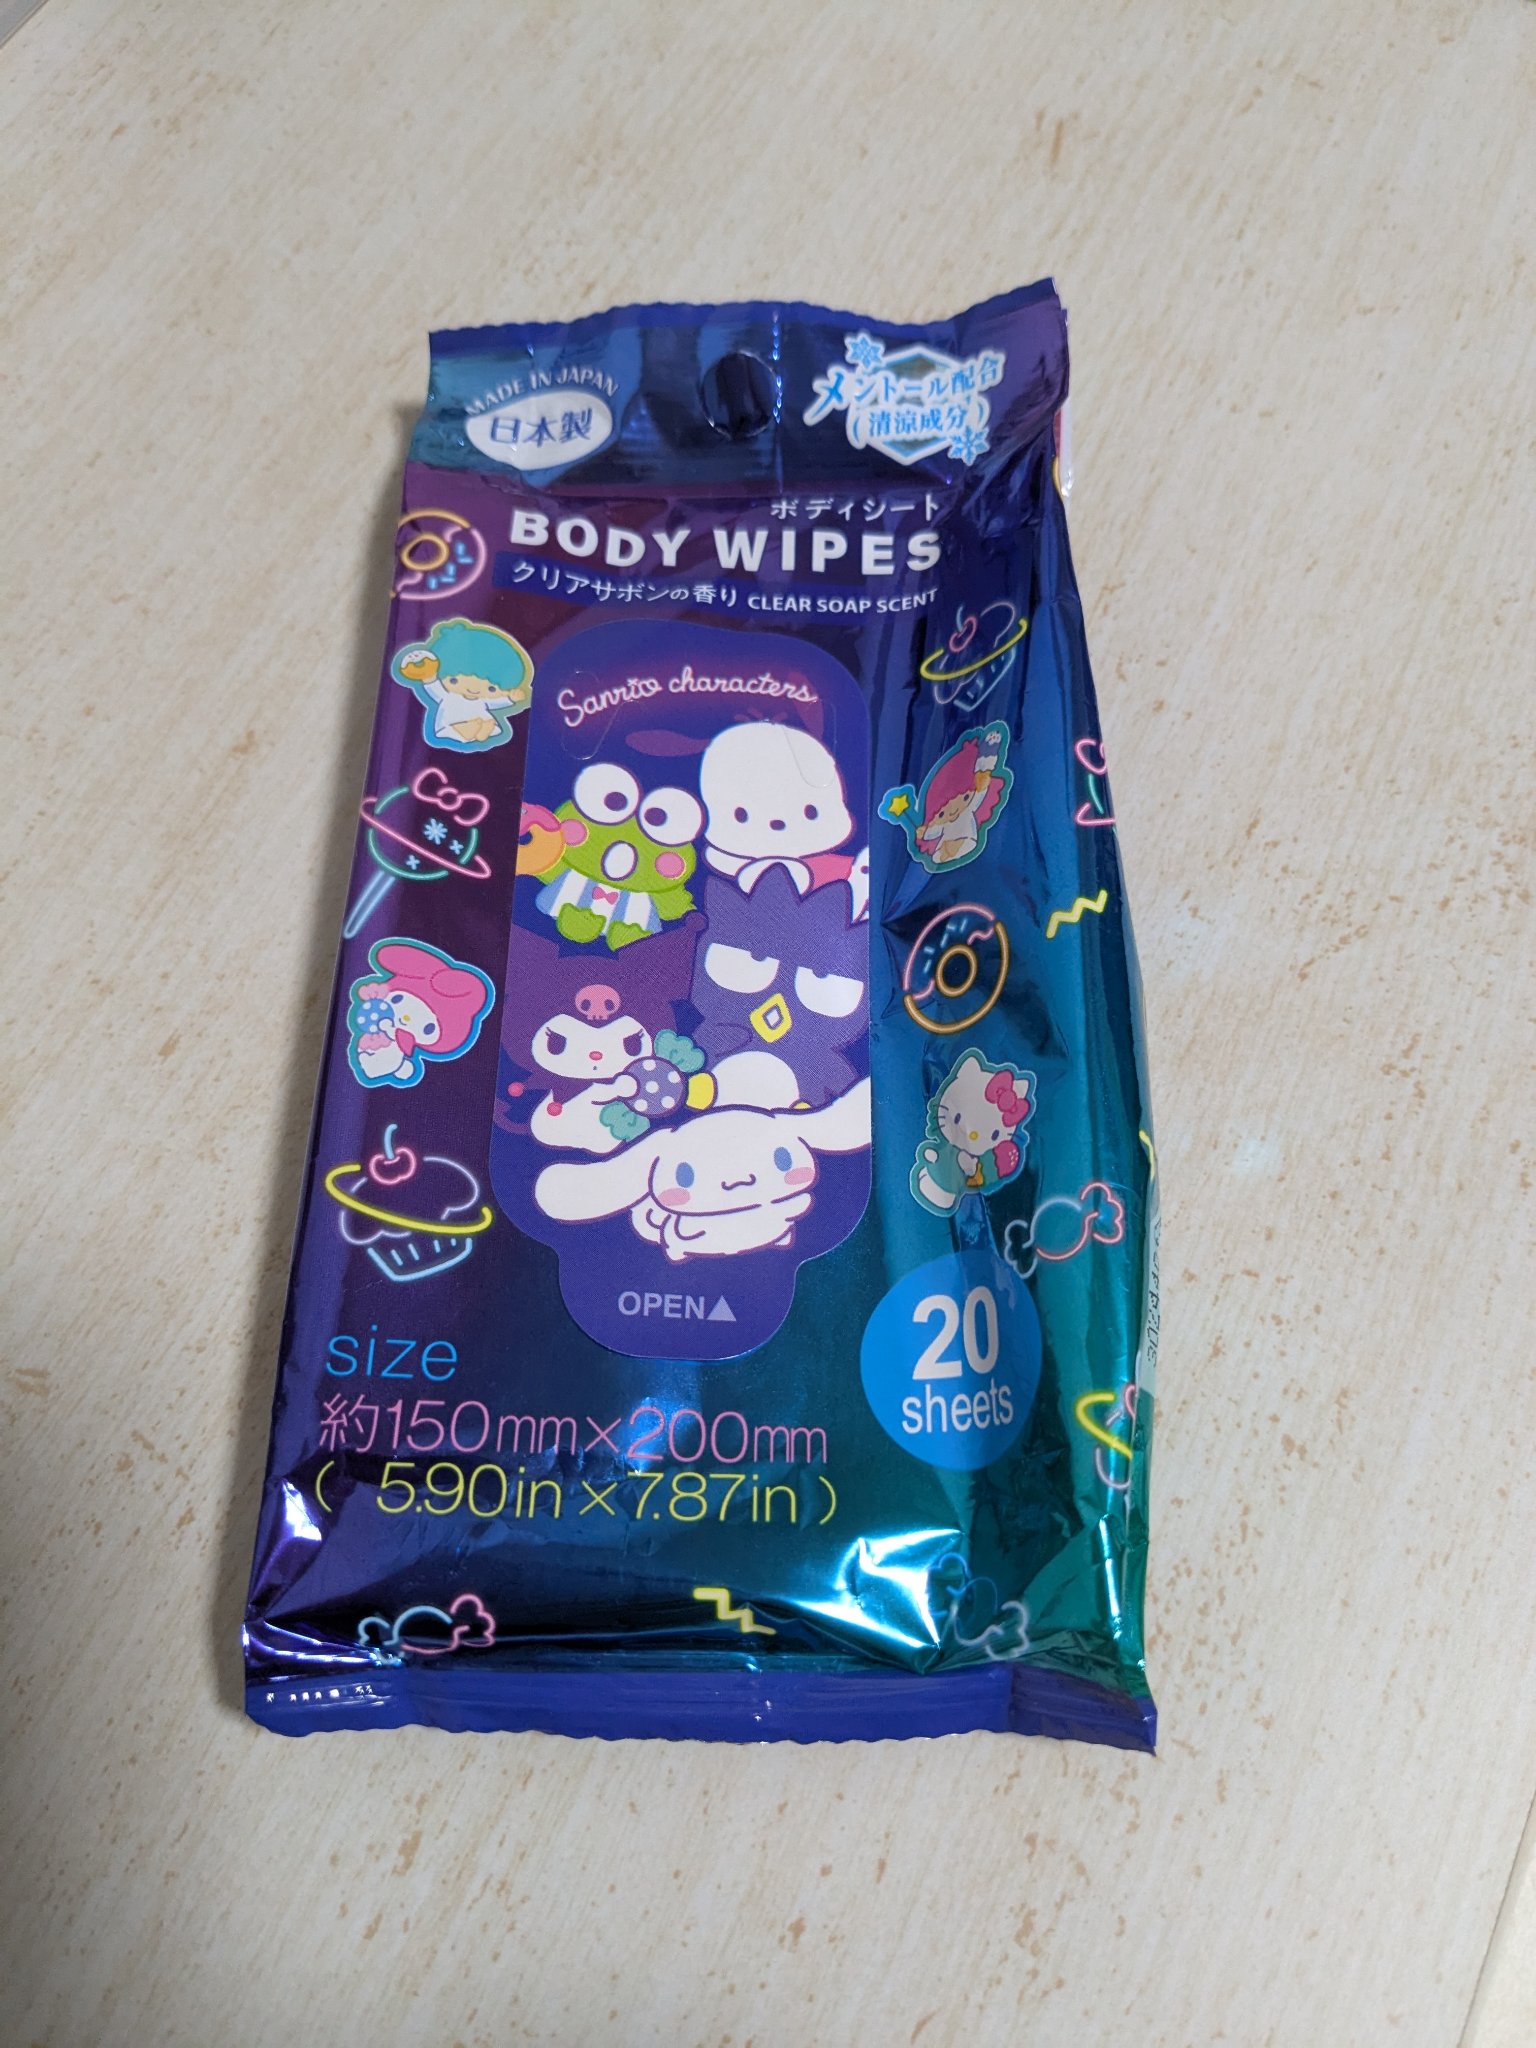 MADE IN JAPAN
日本製
メントール配合
(清涼成分)
ボディシート
BODY WIPES
クリアサボンの香り CLEAR SOAP SCENT
Sanrio characters
OPEN▲
20
sheets
size
約150mm×200mm
( 5.90in×7.87in )